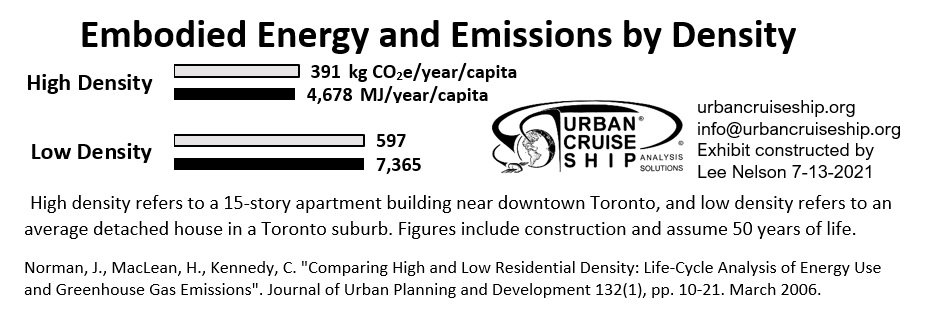 Embodied Energy and Emissions by Density
High Density
391 kg CO₂e/year/capita
4,678 MJ/year/capita
Low Density
597
7,365
URBAN®
CRUISE
SHIP
ANALYSIS
SOLUTIONS
©
urbancruiseship.org
info@urbancruiseship.org
Exhibit constructed by
Lee Nelson 7-13-2021
High density refers to a 15-story apartment building near downtown Toronto, and low density refers to an
average detached house in a Toronto suburb. Figures include construction and assume 50 years of life.
Norman, J., MacLean, H., Kennedy, C. "Comparing High and Low Residential Density: Life-Cycle Analysis of Energy Use
and Greenhouse Gas Emissions". Journal of Urban Planning and Development 132(1), pp. 10-21. March 2006.